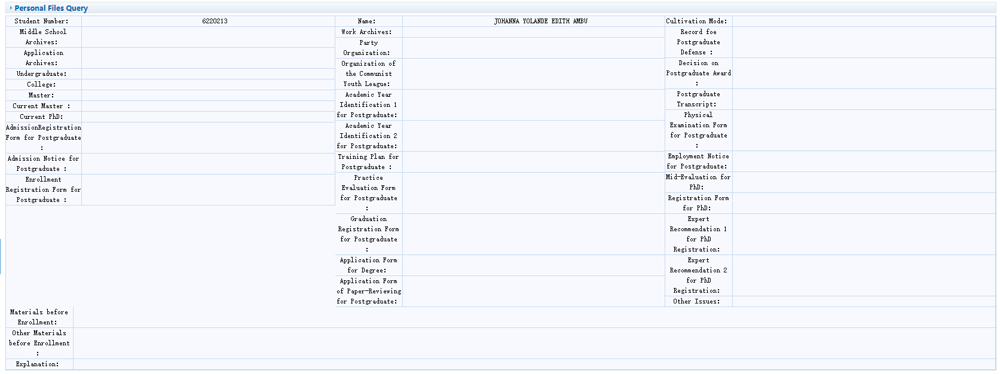 Personal Files Query
Student Number:
6220213
Name:
JOHANNA YOLANDE EDITH AMBU
Cultivation Mode:
Middle School
Archives:
Application
Archives:
Undergraduate:
College:
Master:
Current Master :
Current PhD:
AdmissionRegistration
Form for Postgraduate
:
Admission Notice for
Postgraduate :
Enrollment
Registration Form for
Postgraduate :
Work Archives:
Party
Organization:
Organization of
the Communist
Youth League:
Academic Year
Identification 1
for Postgraduate:
Academic Year
Identification 2
for Postgraduate:
Training Plan for
Postgraduate :
Practice
Evaluation Form
for Postgraduate
:
Graduation
Registration Form
for Postgraduate
:
Application Form
for Degree:
Application Form
of Paper-Reviewing
for Postgraduate:
Record foe
Postgraduate
Defense :
Decision on
Postgraduate Award
:
Postgraduate
Transcript:
Physical
Examination Form
for Postgraduate
:
Employment Notice
for Postgraduate:
Mid-Evaluation for
PhD:
Registration Form
for PhD:
Expert
Recommendation 1
for PhD
Registration:
Expert
Recommendation 2
for PhD
Registration:
Other Issues:
Materials before
Enrollment:
Other Materials
before Enrollment
:
Explanation: